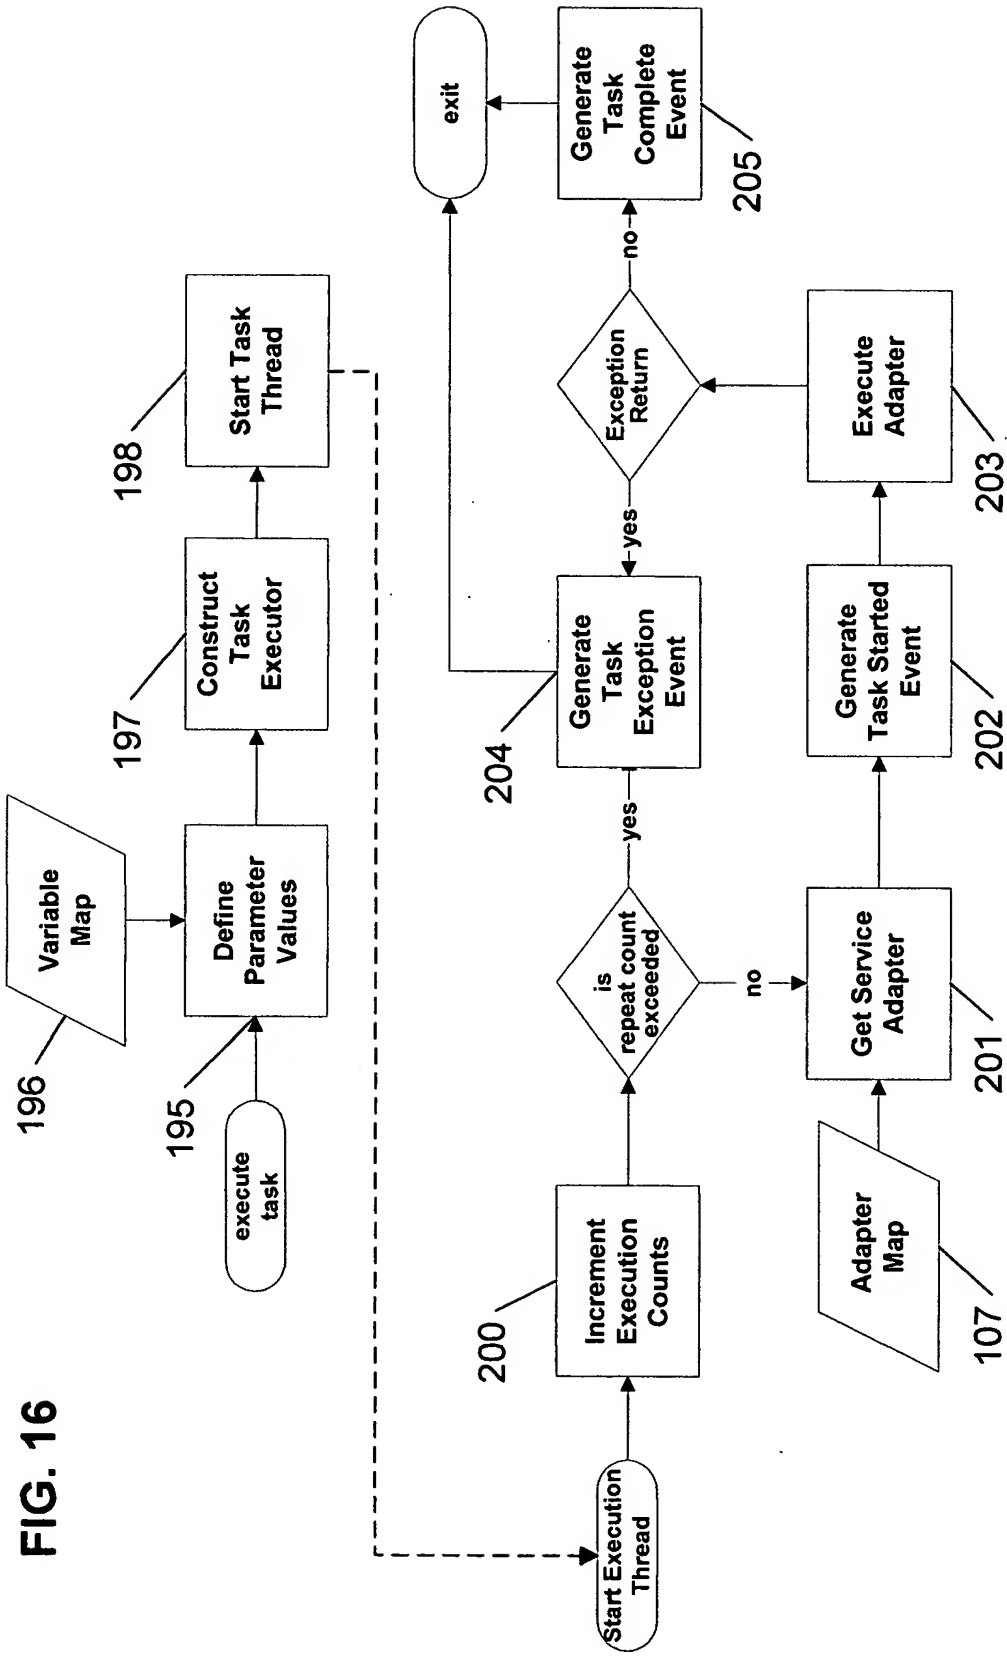 FIG. 16
196
Variable
Map
execute
task
195
Define
Parameter
Values
197
Construct
Task
Executor
198
Start Task
Thread
Start Execution
Thread
200
Increment
Execution
Counts
is
repeat count
exceeded
yes
no
204
Generate
Task
Exception
Event
yes
Exception
Return
no
Generate
Task
Complete
Event
205
exit
Adapter
Map
107
Get Service
Adapter
201
Generate
Task Started
Event
202
Execute
Adapter
203